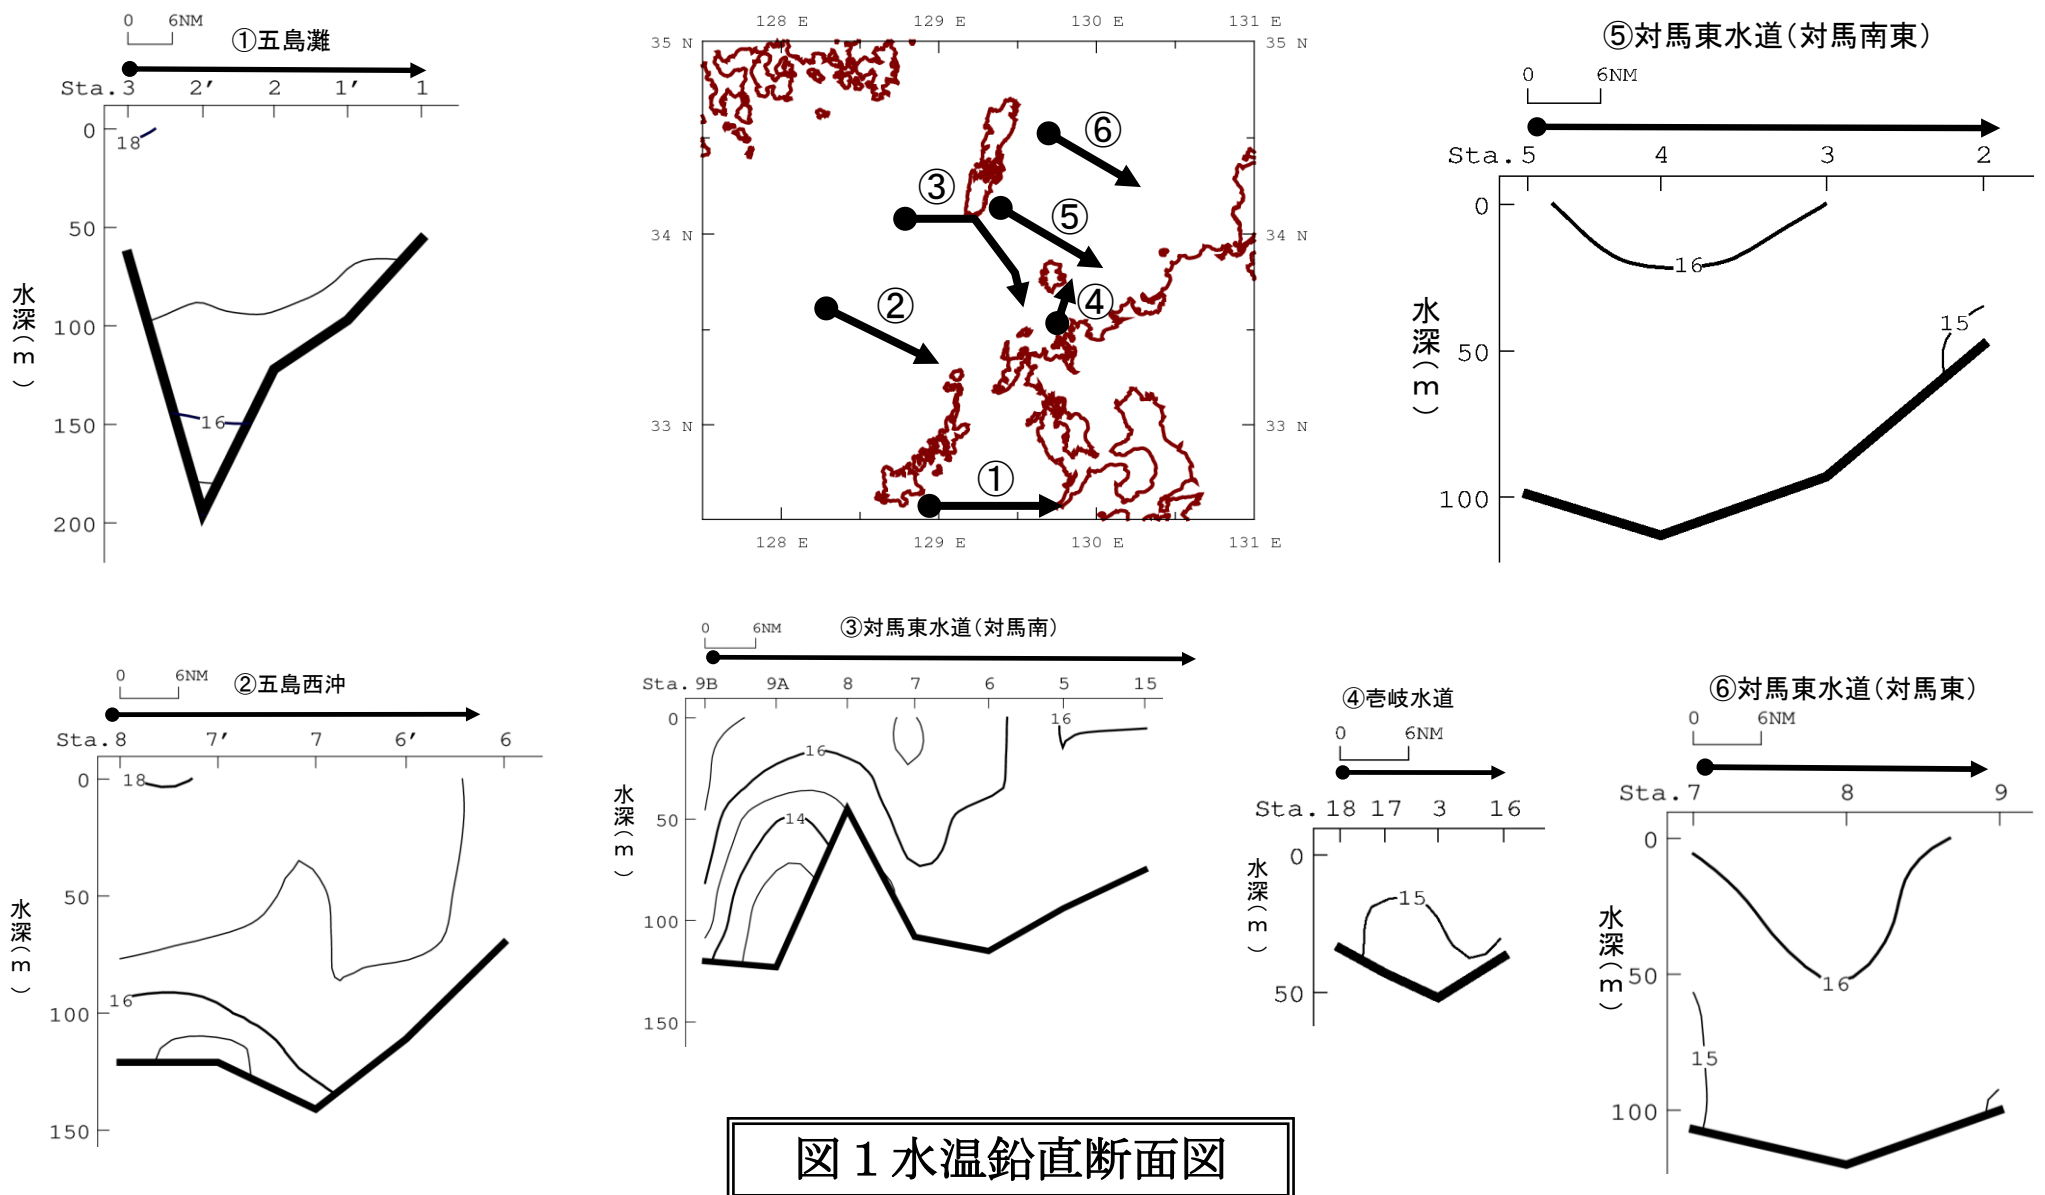 ①五島灘
0 6NM
Sta.3 2′ 2 1′ 1
0
50
100
150
200
水深(m)
18
16
128 E 129 E 130 E 131 E
35 N 35 N
34 N 34 N
33 N 33 N
128 E 129 E 130 E 131 E
①
②
③
④
⑤
⑥
⑤対馬東水道(対馬南東)
0 6NM
Sta.5 4 3 2
0
50
100
水深(m)
16
15
②五島西沖
0 6NM
Sta.8 7′ 7 6′ 6
0
50
100
150
水深(m)
18
16
③対馬東水道(対馬南)
0 6NM
Sta.9B 9A 8 7 6 5 15
0
50
100
150
水深(m)
16
16
14
④壱岐水道
0 6NM
Sta.18 17 3 16
0
50
水深(m)
15
⑥対馬東水道(対馬東)
0 6NM
Sta.7 8 9
0
50
100
水深(m)
16
15
図1水温鉛直断面図